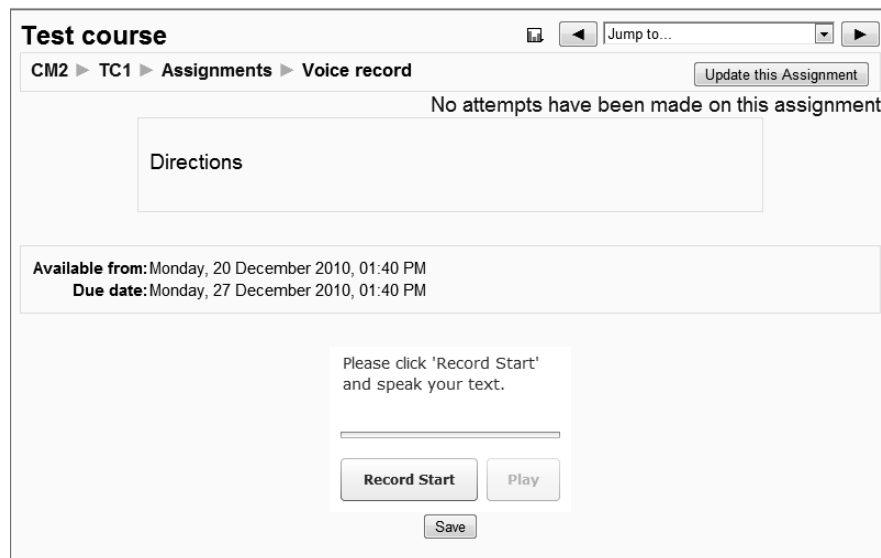 Test course
Jump to...
CM2 ► TC1 ► Assignments ► Voice record
Update this Assignment
No attempts have been made on this assignment
Directions
Available from: Monday, 20 December 2010, 01:40 PM
Due date: Monday, 27 December 2010, 01:40 PM
Please click 'Record Start'
and speak your text.
Record Start Play
Save